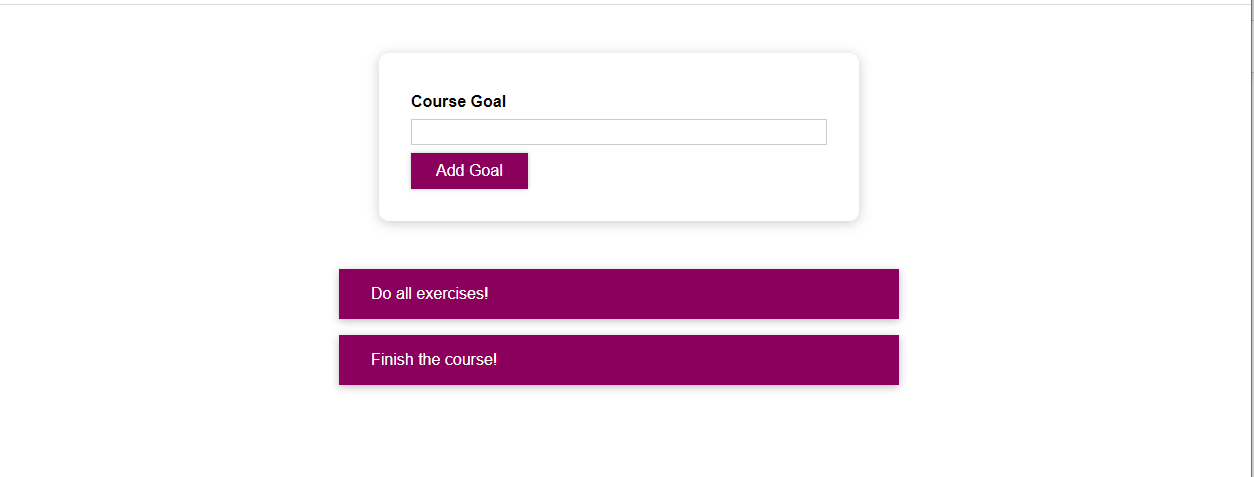 Course Goal
Add Goal
Do all exercises!
Finish the course!